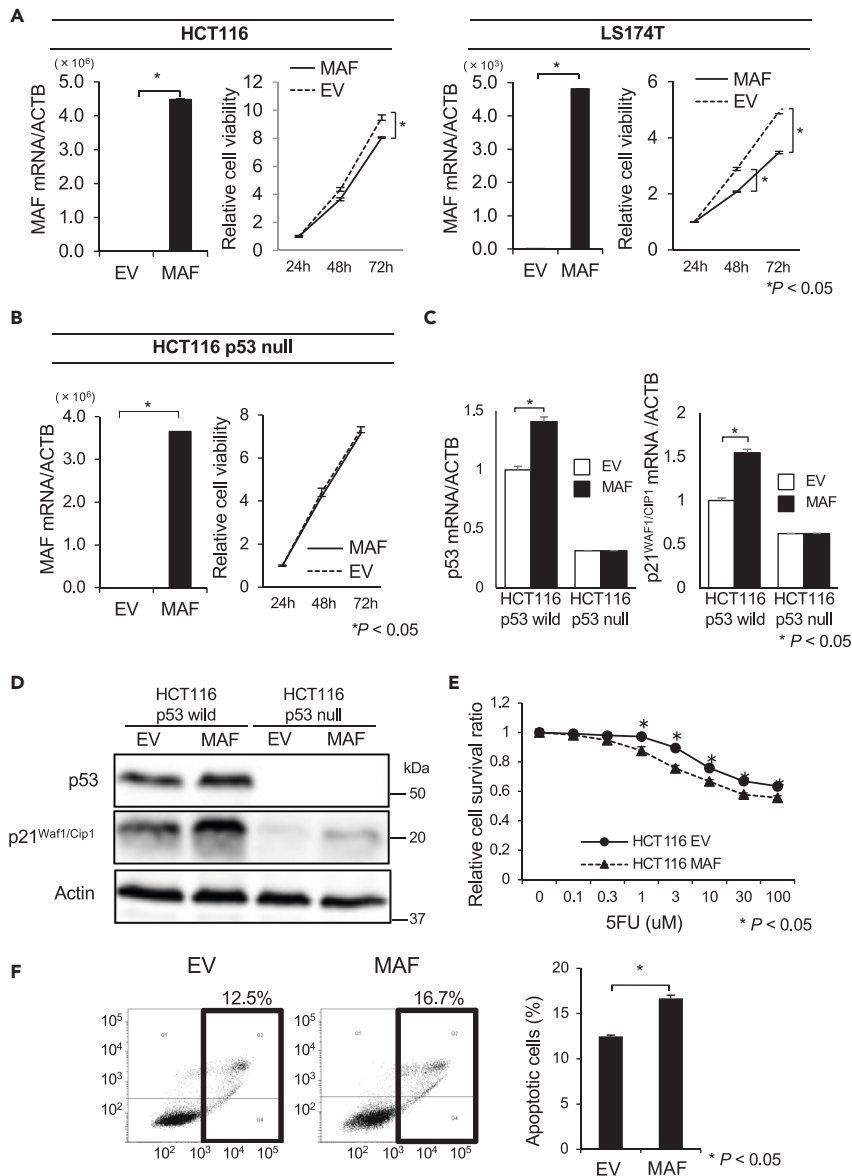 A
HCT116
(×10⁶)
MAF mRNA/ACTB
5.0
4.0
3.0
2.0
1.0
0.0
*
EV MAF
Relative cell viability
12
10
8
6
4
2
0
MAF
EV
*
24h 48h 72h
LS174T
(×10³)
MAF mRNA/ACTB
5.0
4.0
3.0
2.0
1.0
0.0
*
EV MAF
Relative cell viability
6
4
2
0
MAF
EV
*
*
24h 48h 72h
*P < 0.05
B
HCT116 p53 null
(×10⁶)
MAF mRNA/ACTB
4.0
3.0
2.0
1.0
0.0
*
EV MAF
Relative cell viability
8
6
4
2
0
MAF
EV
24h 48h 72h
*P < 0.05
C
p53 mRNA/ACTB
1.5
1
0.5
0
*
EV
MAF
HCT116 HCT116
p53 wild p53 null
p21WAF1/CIP1 mRNA /ACTB
2
1.5
1
0.5
0
*
EV
MAF
HCT116 HCT116
p53 wild p53 null
* P < 0.05
D
HCT116 HCT116
p53 wild p53 null
EV MAF EV MAF
kDa
p53
50
p21Waf1/Cip1
20
Actin
37
E
Relative cell survival ratio
1.2
1
0.8
0.6
0.4
0.2
0
* * * * *
HCT116 EV
HCT116 MAF
0 0.1 0.3 1 3 10 30 100
5FU (uM)
* P < 0.05
F
EV
12.5%
10⁵
10⁴
10³
10²
Q1 Q2
Q4
10² 10³ 10⁴ 10⁵
MAF
16.7%
10⁵
10⁴
10³
10²
Q1 Q2
Q4
10² 10³ 10⁴ 10⁵
Apoptotic cells (%)
20
15
10
5
0
*
EV MAF
* P < 0.05